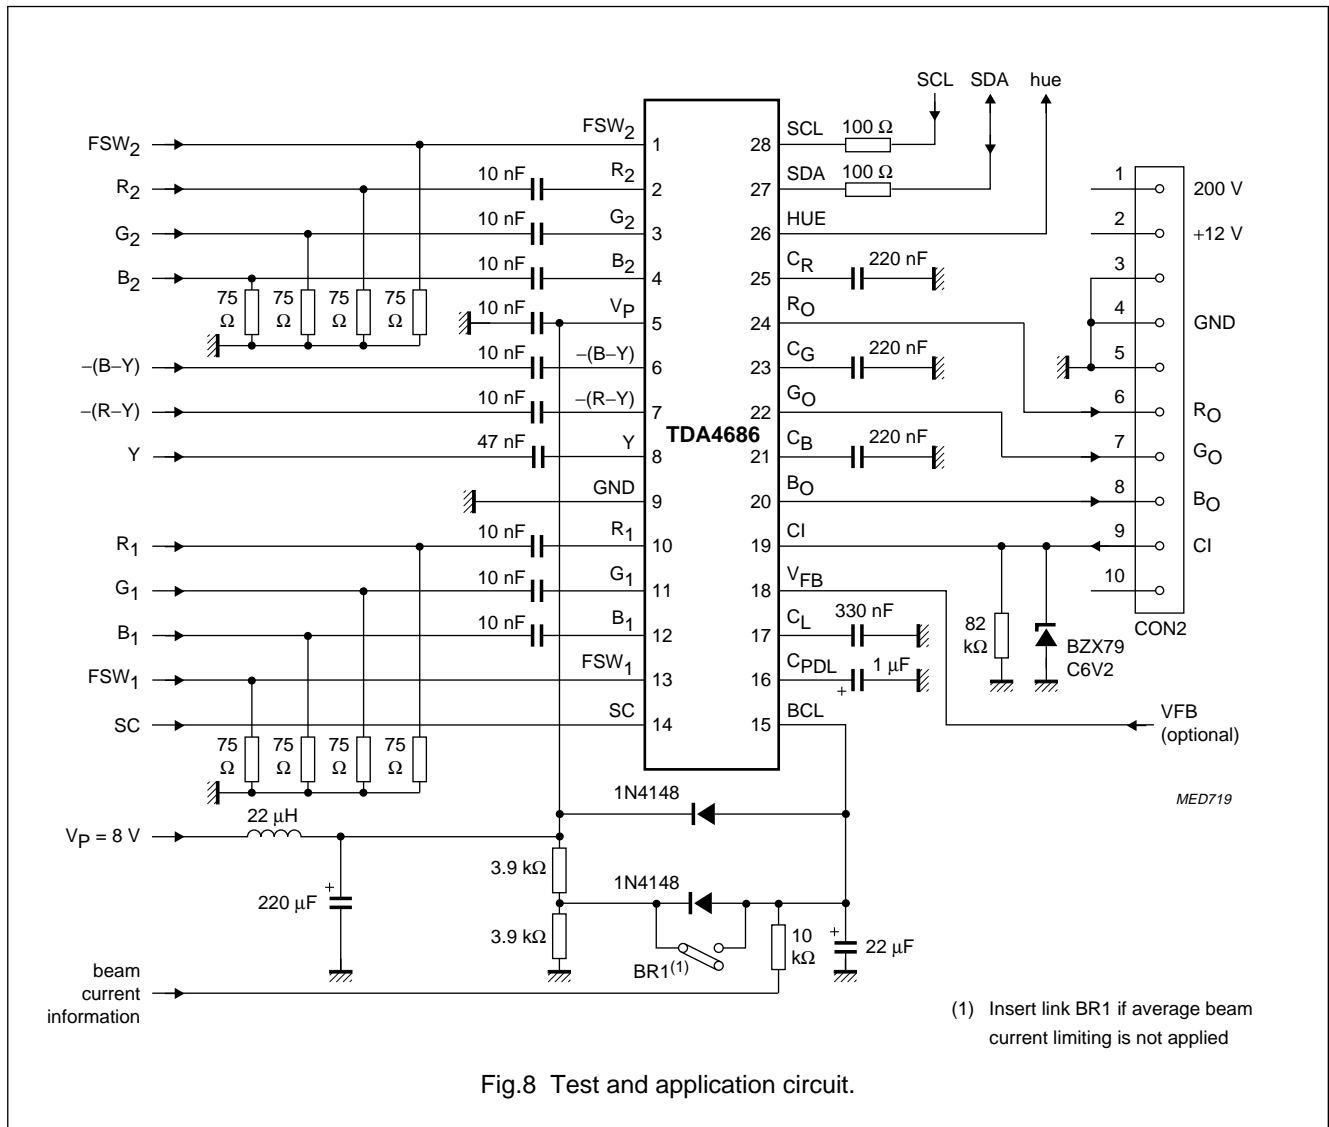 SCL SDA hue
FSW2 FSW2 1 28 SCL 100 Ω
R2 10 nF R2 2 27 SDA 100 Ω 1 200 V
G2 10 nF G2 3 26 HUE 2 +12 V
B2 10 nF B2 4 25 CR 220 nF 3
75 Ω 75 Ω 75 Ω 75 Ω
10 nF VP 5 24 RO 4 GND
−(B−Y) 10 nF −(B−Y) 6 23 CG 220 nF 5
−(R−Y) 10 nF −(R−Y) 7 22 GO 6 RO
TDA4686
Y 47 nF Y 8 21 CB 220 nF 7 GO
GND 9 20 BO 8 BO
R1 10 nF R1 10 19 CI 9 CI
G1 10 nF G1 11 18 VFB 10
B1 10 nF B1 12 17 CL 330 nF
82 kΩ BZX79 C6V2 CON2
FSW1 FSW1 13 16 CPDL + 1 µF
SC SC 14 15 BCL VFB
(optional)
75 Ω 75 Ω 75 Ω 75 Ω
1N4148 MED719
VP = 8 V 22 µH
3.9 kΩ 1N4148
+ 220 µF
3.9 kΩ BR1(1) 10 kΩ + 22 µF
beam
current
information
(1) Insert link BR1 if average beam
current limiting is not applied
Fig.8 Test and application circuit.